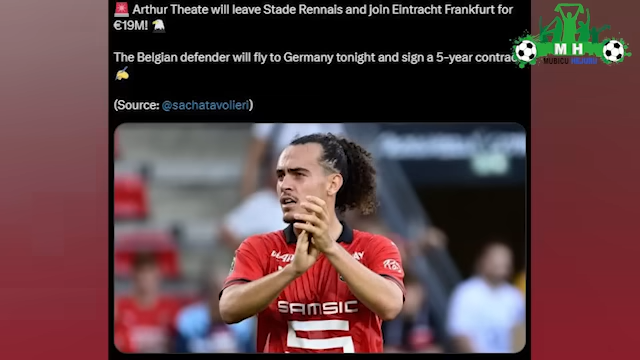 🚨 Arthur Theate will leave Stade Rennais and join Eintracht Frankfurt for
€19M! 🦅
The Belgian defender will fly to Germany tonight and sign a 5-year contrac
✍️
(Source: @sachatavolieri)
M H
SAMSIC